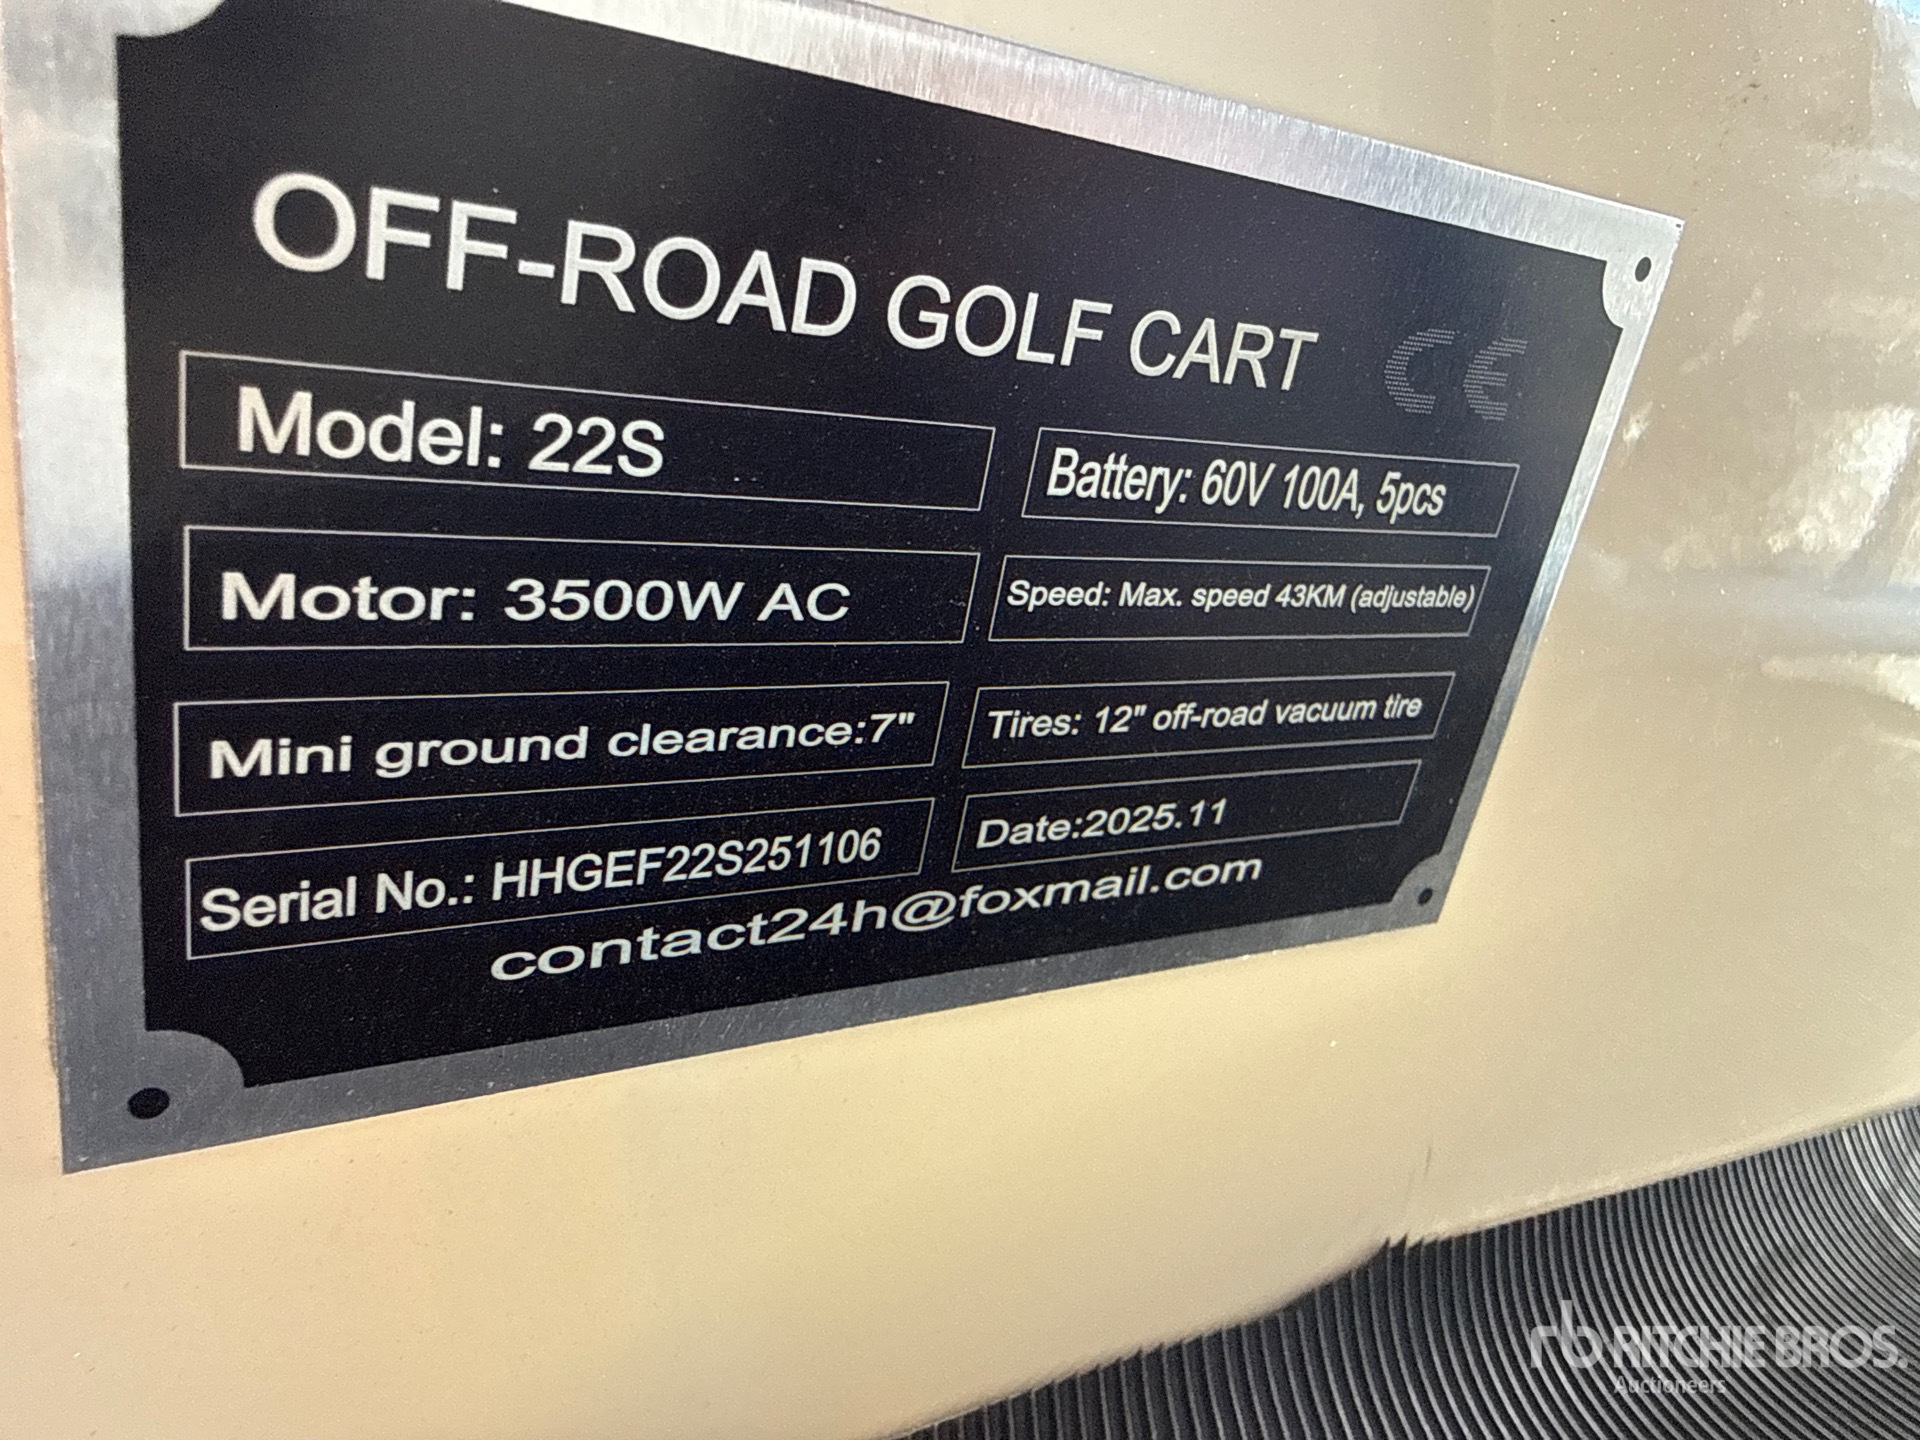 OFF-ROAD GOLF CART
CE
Model: 22S
Battery: 60V 100A, 5pcs
Motor: 3500W AC
Speed: Max. speed 43KM (adjustable)
Mini ground clearance:7"
Tires: 12" off-road vacuum tire
Serial No.: HHGEF22S251106
Date:2025.11
contact24h@foxmail.com
rb RITCHIE BROS.
Auctioneers